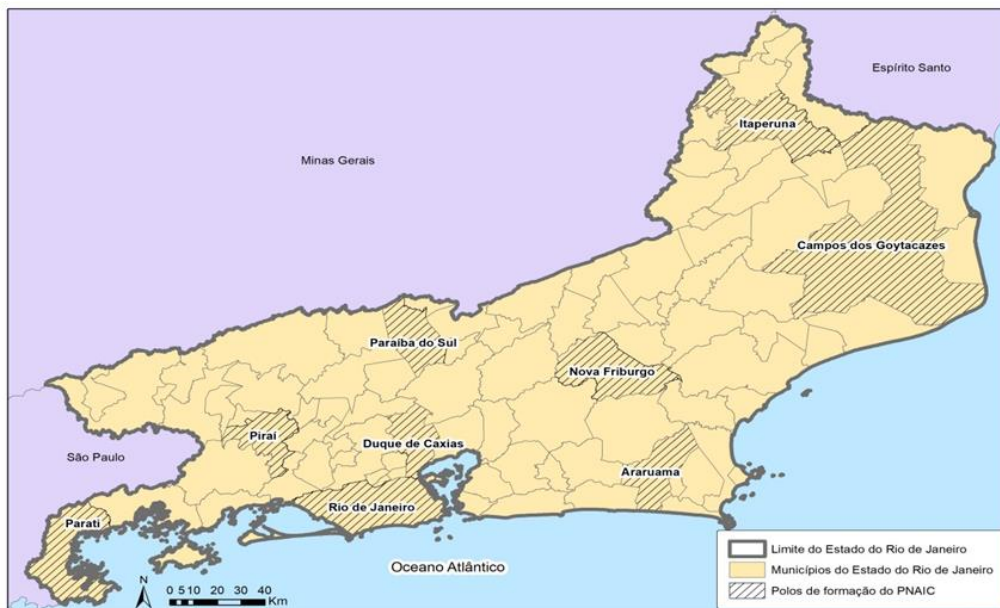 Espírito Santo
Itaperuna
Minas Gerais
Campos dos Goytacazes
Paraíba do Sul
Nova Friburgo
Piraí
Duque de Caxias
São Paulo
Araruama
Rio de Janeiro
Parati
Oceano Atlântico
N
0 5 10 20 30 40
Km
Limite do Estado do Rio de Janeiro
Municípios do Estado do Rio de Janeiro
Polos de formação do PNAIC